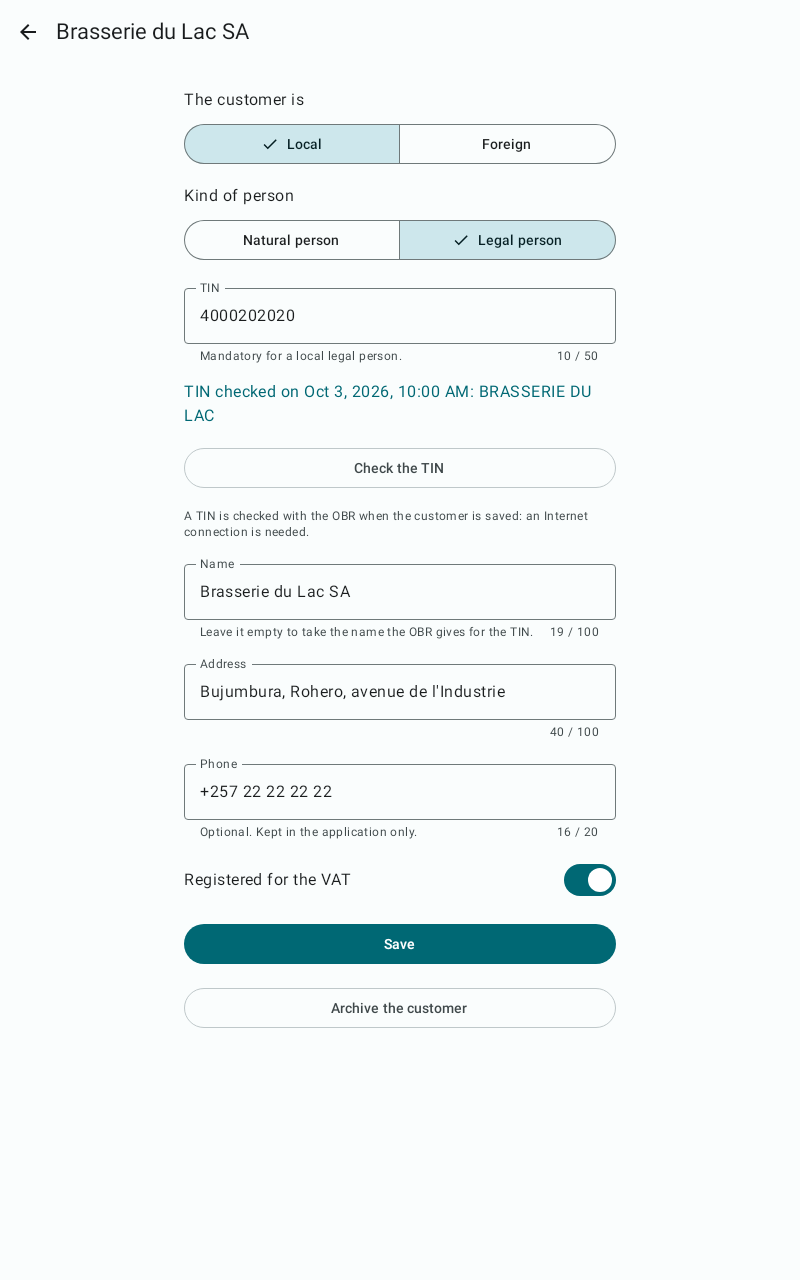 Brasserie du Lac SA
The customer is
Local
Foreign
Kind of person
Natural person
Legal person
TIN
4000202020
Mandatory for a local legal person.
10 / 50
TIN checked on Oct 3, 2026, 10:00 AM: BRASSERIE DU
LAC
Check the TIN
A TIN is checked with the OBR when the customer is saved: an Internet
connection is needed.
Name
Brasserie du Lac SA
Leave it empty to take the name the OBR gives for the TIN.
19 / 100
Address
Bujumbura, Rohero, avenue de l'Industrie
40 / 100
Phone
+257 22 22 22 22
Optional. Kept in the application only.
16 / 20
Registered for the VAT
Save
Archive the customer